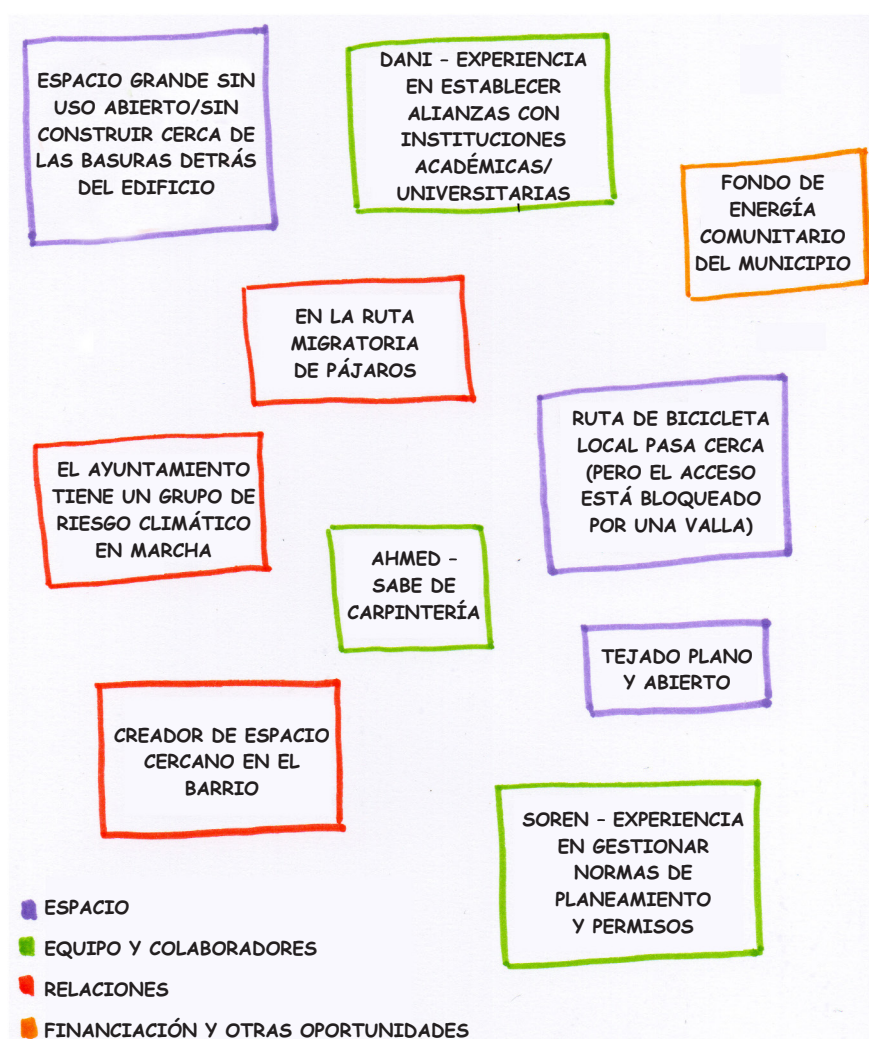 ESPACIO GRANDE SIN
USO ABIERTO/SIN
CONSTRUIR CERCA DE
LAS BASURAS DETRÁS
DEL EDIFICIO
DANI - EXPERIENCIA
EN ESTABLECER
ALIANZAS CON
INSTITUCIONES
ACADÉMICAS/
UNIVERSITARIAS
FONDO DE
ENERGÍA
COMUNITARIO
DEL MUNICIPIO
EN LA RUTA
MIGRATORIA
DE PÁJAROS
RUTA DE BICICLETA
LOCAL PASA CERCA
(PERO EL ACCESO
ESTÁ BLOQUEADO
POR UNA VALLA)
EL AYUNTAMIENTO
TIENE UN GRUPO DE
RIESGO CLIMÁTICO
EN MARCHA
AHMED -
SABE DE
CARPINTERÍA
TEJADO PLANO
Y ABIERTO
CREADOR DE ESPACIO
CERCANO EN EL
BARRIO
SOREN - EXPERIENCIA
EN GESTIONAR
NORMAS DE
PLANEAMIENTO
Y PERMISOS
ESPACIO
EQUIPO Y COLABORADORES
RELACIONES
FINANCIACIÓN Y OTRAS OPORTUNIDADES